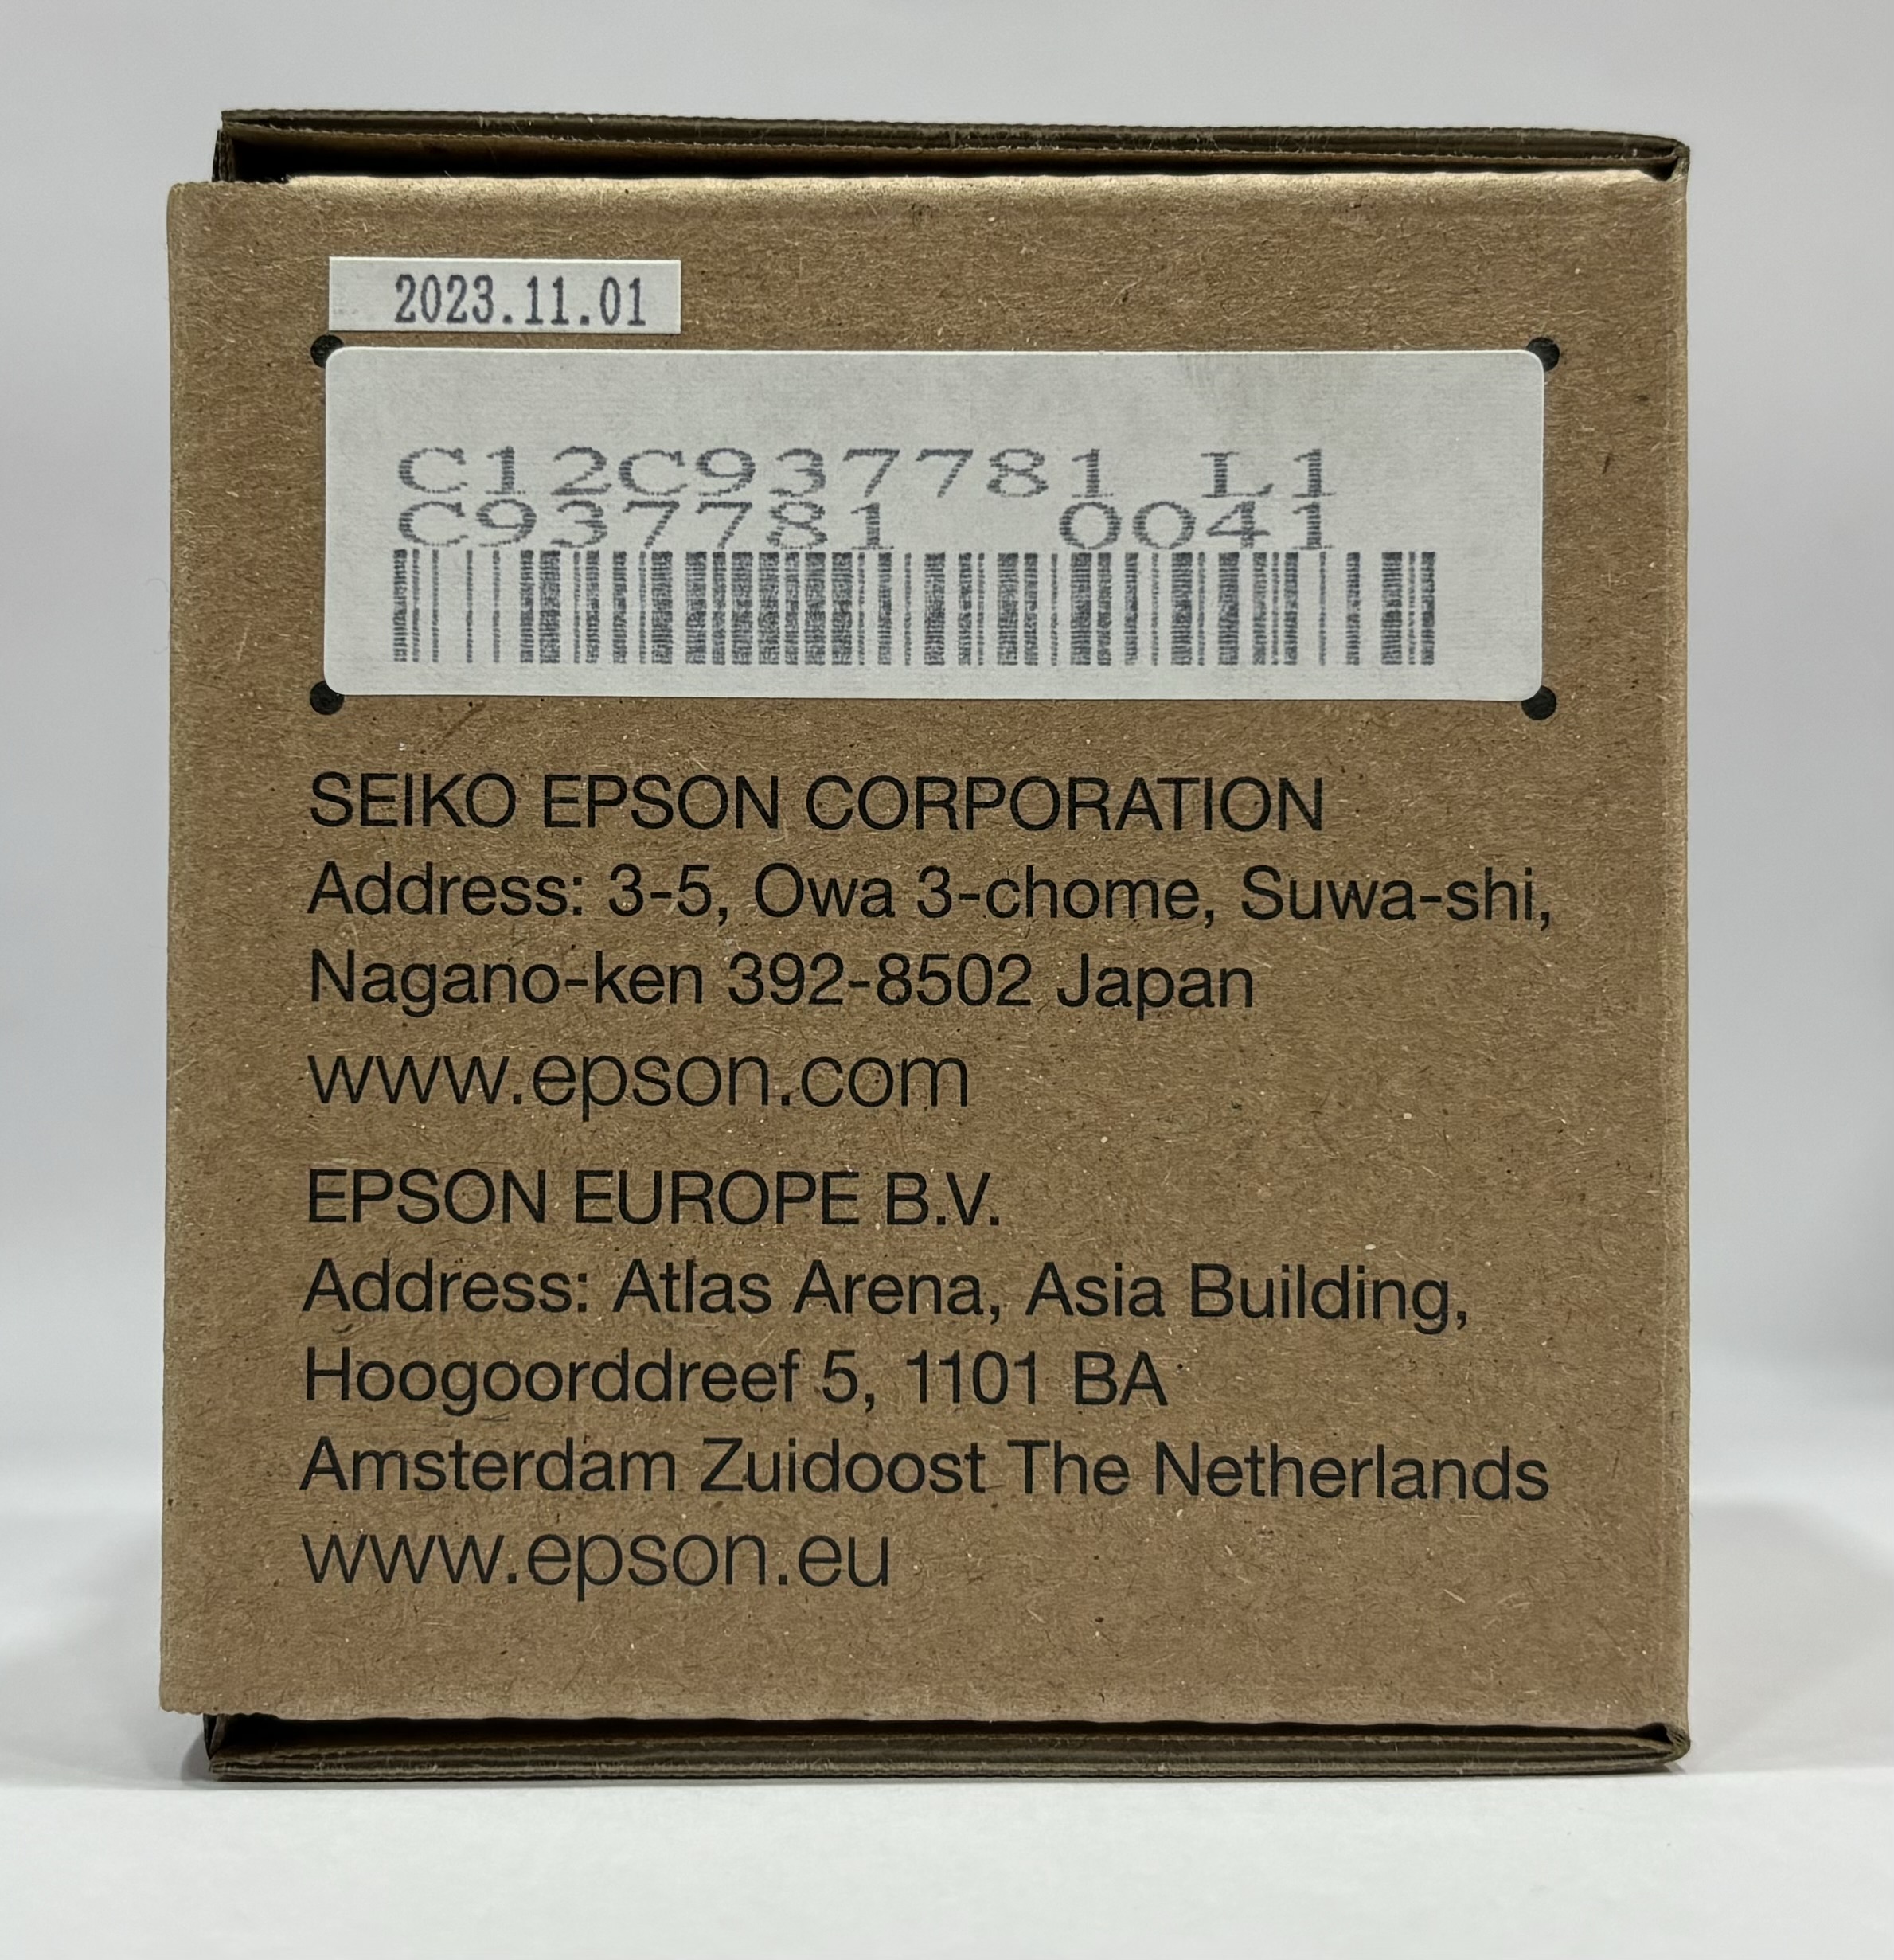 2023.11.01
C12C937781 L1
C937781 0041
SEIKO EPSON CORPORATION
Address: 3-5, Owa 3-chome, Suwa-shi,
Nagano-ken 392-8502 Japan
www.epson.com
EPSON EUROPE B.V.
Address: Atlas Arena, Asia Building,
Hoogoorddreef 5, 1101 BA
Amsterdam Zuidoost The Netherlands
www.epson.eu